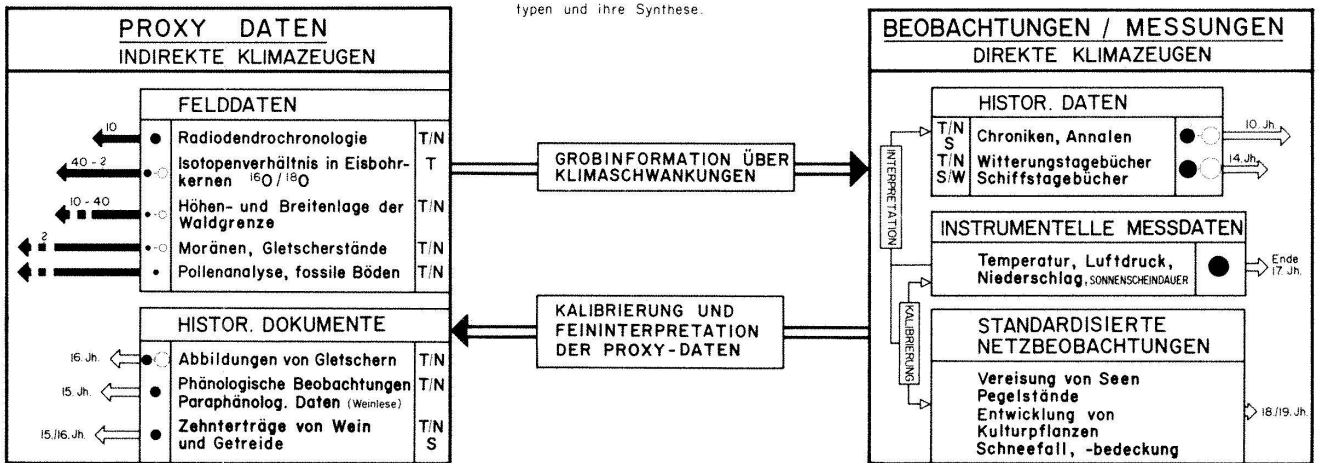 typen und ihre Synthese.
PROXY DATEN
INDIREKTE KLIMAZEUGEN
FELDDATEN
10 Radiodendrochronologie T/N
40 - 2 Isotopenverhältnis in Eisbohr- T
kernen ¹⁶O / ¹⁸O
10 - 40 Höhen- und Breitenlage der T/N
Waldgrenze
2 Moränen, Gletscherstände T/N
Pollenanalyse, fossile Böden T/N
HISTOR. DOKUMENTE
16. Jh. Abbildungen von Gletschern T/N
Phänologische Beobachtungen T/N
15. Jh. Paraphänolog. Daten (Weinlese)
15./16. Jh. Zehnterträge von Wein T/N
und Getreide S
GROBINFORMATION ÜBER
KLIMASCHWANKUNGEN
KALIBRIERUNG UND
FEININTERPRETATION
DER PROXY-DATEN
BEOBACHTUNGEN / MESSUNGEN
DIREKTE KLIMAZEUGEN
HISTOR. DATEN
T/N Chroniken, Annalen 10. Jh.
S
T/N Witterungstagebücher 14. Jh.
S/W Schiffstagebücher
INTERPRETATION
INSTRUMENTELLE MESSDATEN
Temperatur, Luftdruck, Ende
Niederschlag, SONNENSCHEINDAUER 17. Jh.
KALIBRIERUNG
STANDARDISIERTE
NETZBEOBACHTUNGEN
Vereisung von Seen
Pegelstände
Entwicklung von 18./19. Jh.
Kulturpflanzen
Schneefall, -bedeckung